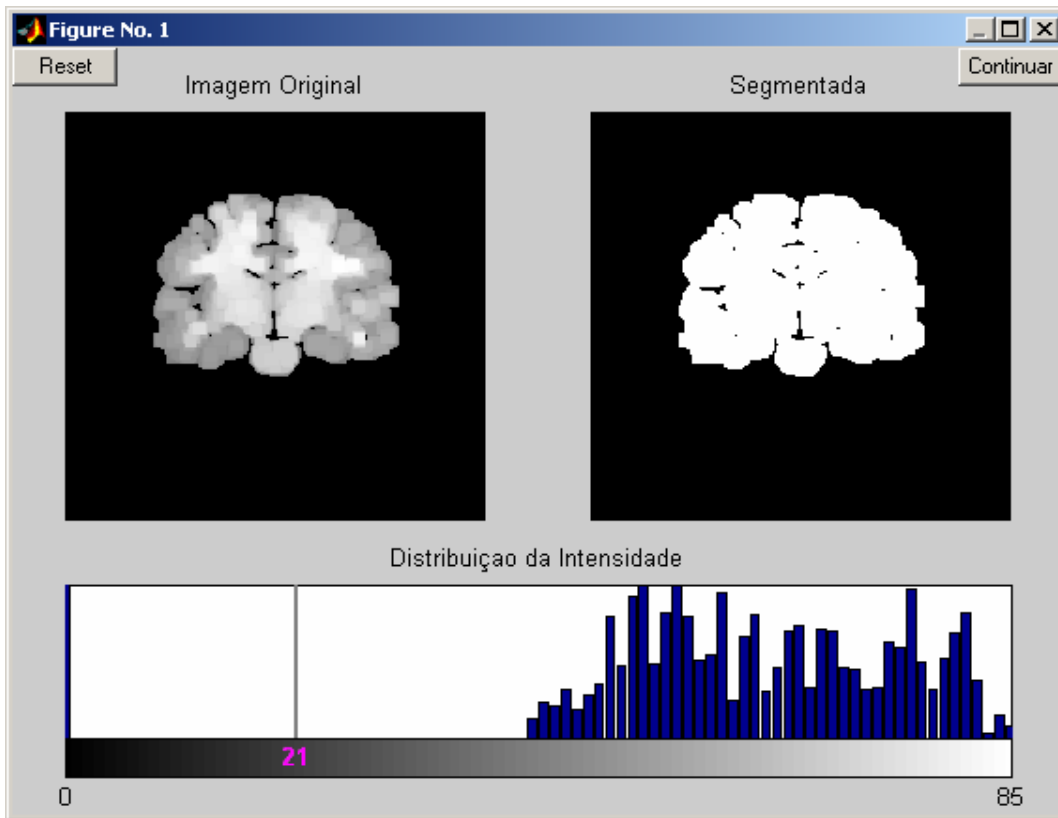 Figure No. 1
Reset
Continuar
Imagem Original
Segmentada
Distribuiçao da Intensidade
21
0
85